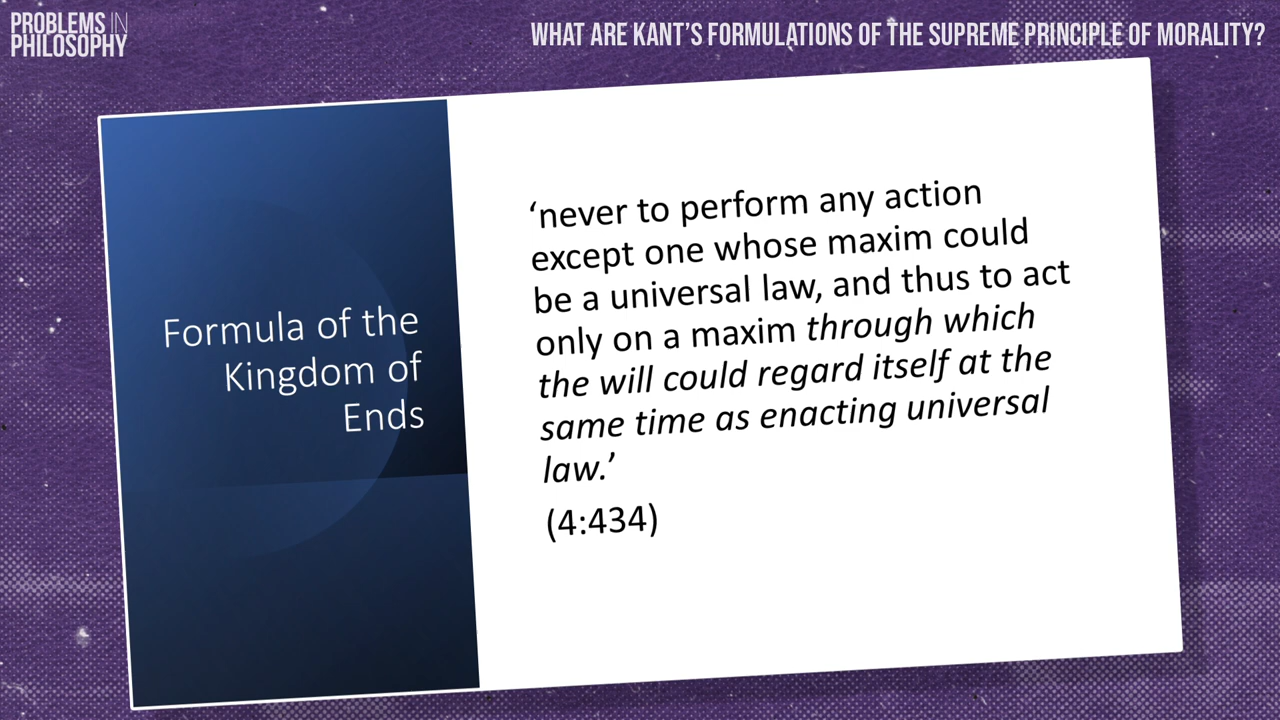 PROBLEMS IN
PHILOSOPHY
WHAT ARE KANT'S FORMULATIONS OF THE SUPREME PRINCIPLE OF MORALITY?
Formula of the
Kingdom of
Ends
‘never to perform any action
except one whose maxim could
be a universal law, and thus to act
only on a maxim through which
the will could regard itself at the
same time as enacting universal
law.’
(4:434)